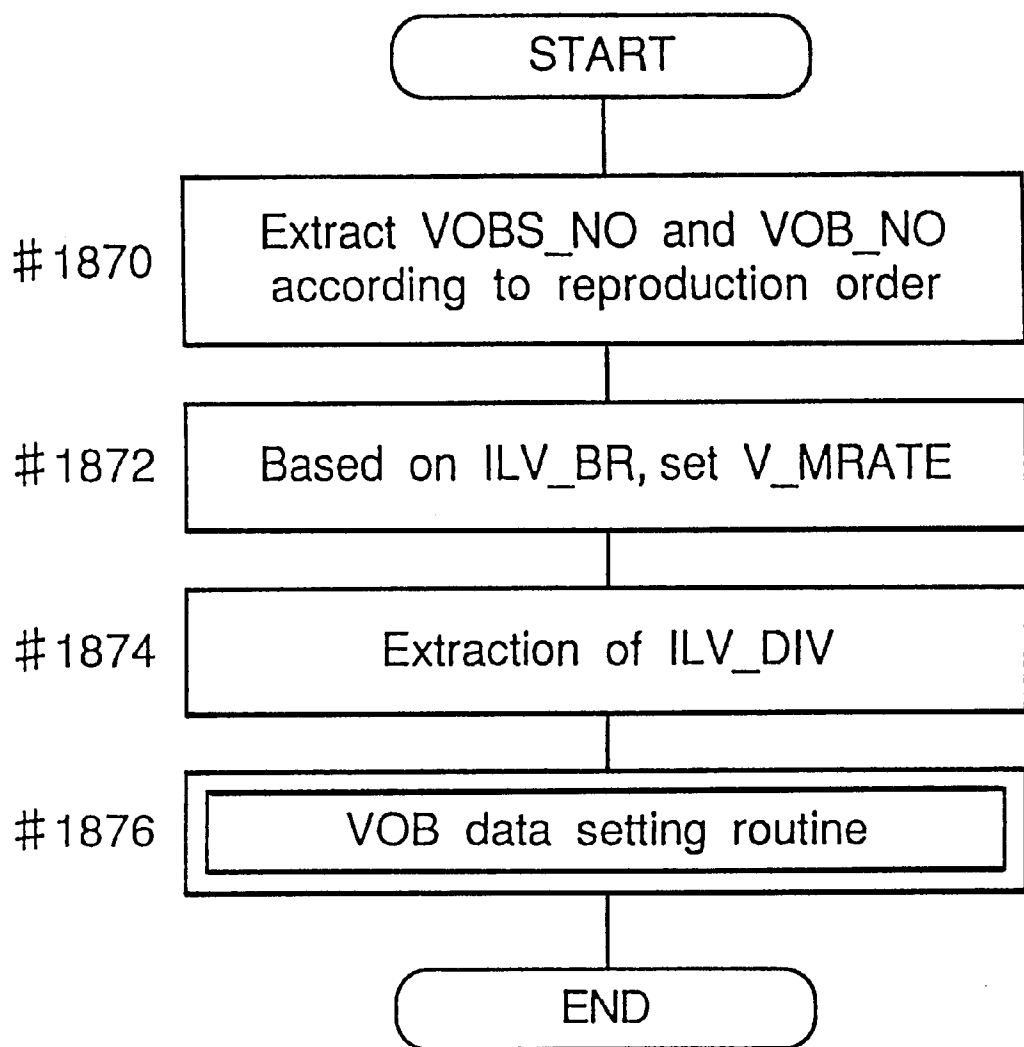 START
#1870
Extract VOBS_NO and VOB_NO
according to reproduction order
#1872
Based on ILV_BR, set V_MRATE
#1874
Extraction of ILV_DIV
#1876
VOB data setting routine
END